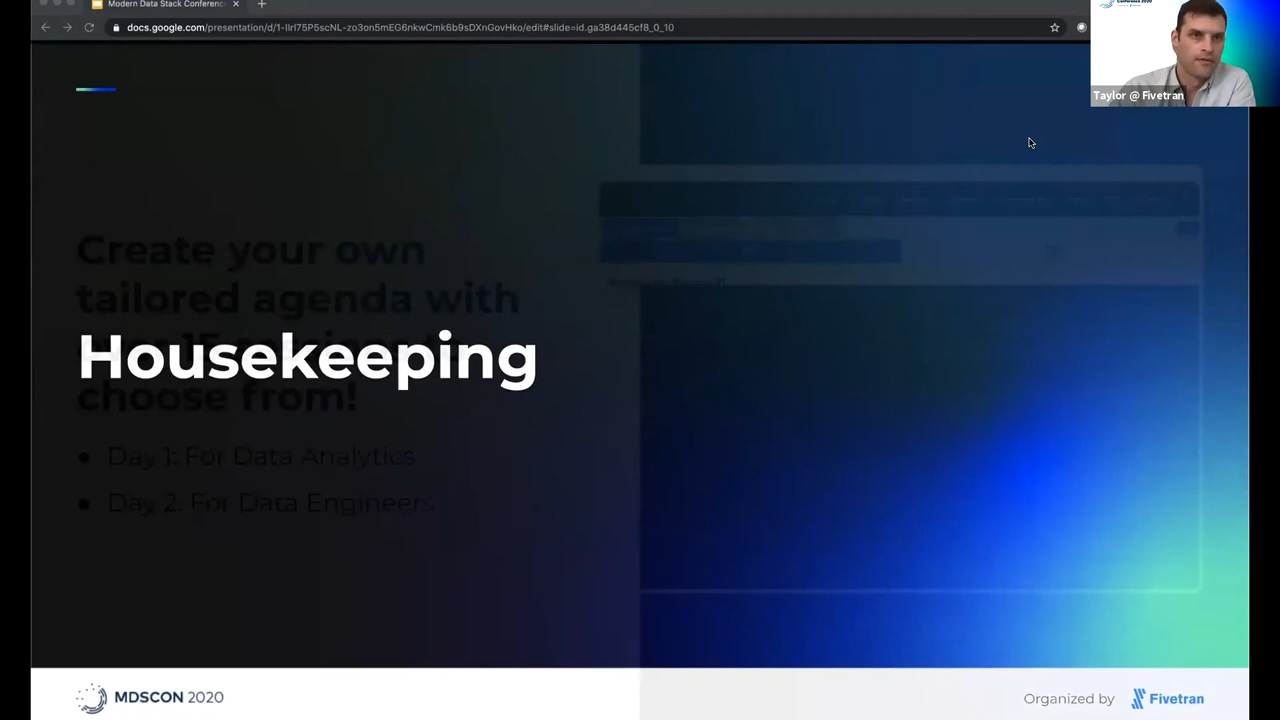 Modern Data Stack Conferenc
docs.google.com/presentation/d/1-Ilrl75P5scNL-zo3on5mEG6nkwCmk6b9sDXnGovHko/edit#slide=id.ga38d445cf8_0_10
Taylor @ Fivetran
Create your own
tailored agenda with
Housekeeping
choose from!
● Day 1: For Data Analytics
● Day 2: For Data Engineers
MDSCON 2020
Organized by Fivetran